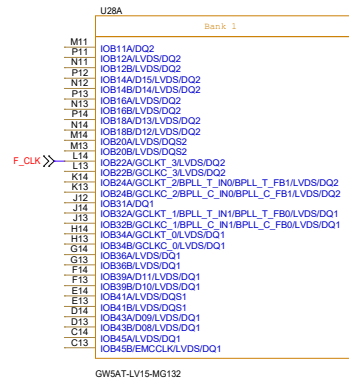 U28A
Bank 1
M11 IOB11A/DQ2
P11 IOB12A/LVDS/DQ2
N11 IOB12B/LVDS/DQ2
P12 IOB14A/D15/LVDS/DQ2
N12 IOB14B/D14/LVDS/DQ2
P13 IOB16A/LVDS/DQ2
N13 IOB16B/LVDS/DQ2
P14 IOB18A/D13/LVDS/DQ2
N14 IOB18B/D12/LVDS/DQ2
M14 IOB20A/LVDS/DQS2
M13 IOB20B/LVDS/DQS2
F_CLK L14 IOB22A/GCLKT_3/LVDS/DQ2
L13 IOB22B/GCLKC_3/LVDS/DQ2
K14 IOB24A/GCLKT_2/BPLL_T_IN0/BPLL_T_FB1/LVDS/DQ2
K13 IOB24B/GCLKC_2/BPLL_C_IN0/BPLL_C_FB1/LVDS/DQ2
J12 IOB31A/DQ1
J14 IOB32A/GCLKT_1/BPLL_T_IN1/BPLL_T_FB0/LVDS/DQ1
J13 IOB32B/GCLKC_1/BPLL_C_IN1/BPLL_C_FB0/LVDS/DQ1
H14 IOB34A/GCLKT_0/LVDS/DQ1
H13 IOB34B/GCLKC_0/LVDS/DQ1
G14 IOB36A/LVDS/DQ1
G13 IOB36B/LVDS/DQ1
F14 IOB39A/D11/LVDS/DQ1
F13 IOB39B/D10/LVDS/DQ1
E14 IOB41A/LVDS/DQS1
E13 IOB41B/LVDS/DQS1
D14 IOB43A/D09/LVDS/DQ1
D13 IOB43B/D08/LVDS/DQ1
C14 IOB45A/LVDS/DQ1
C13 IOB45B/EMCCLK/LVDS/DQ1
GW5AT-LV15-MG132